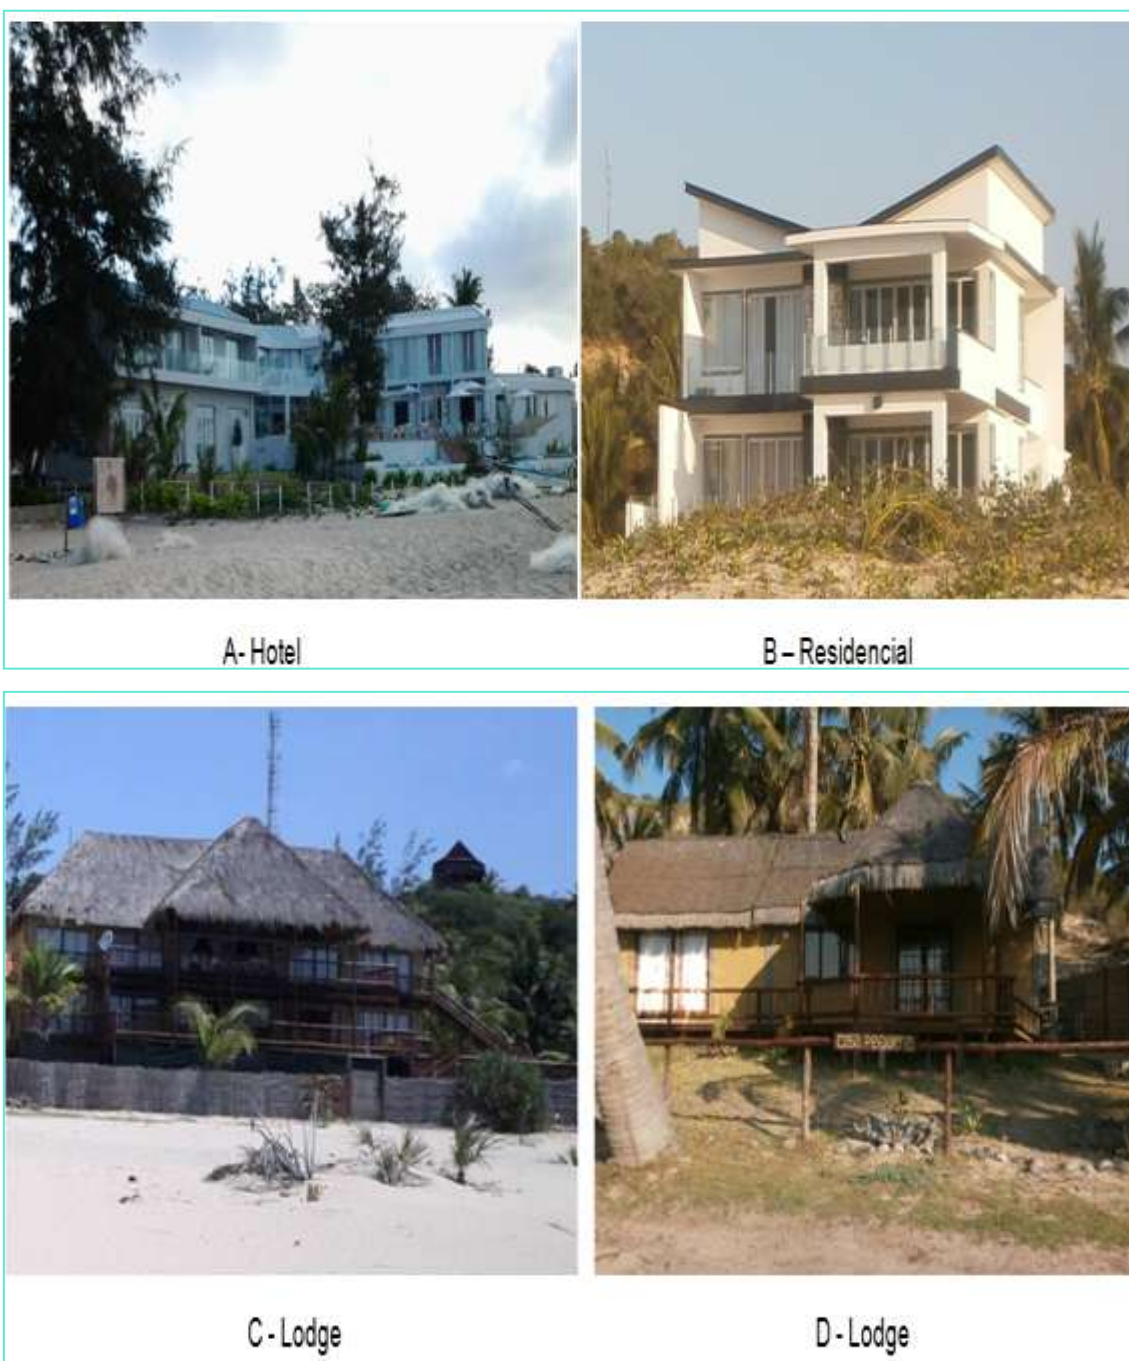 A- Hotel
B – Residencial
C - Lodge
D - Lodge